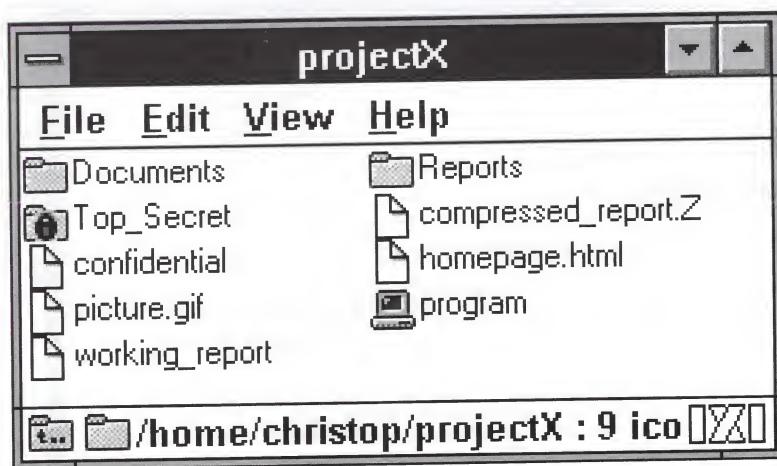 projectX
File Edit View Help
Documents
Top_Secret
confidential
picture.gif
working_report
Reports
compressed_report.Z
homepage.html
program
/home/christop/projectX : 9 ico